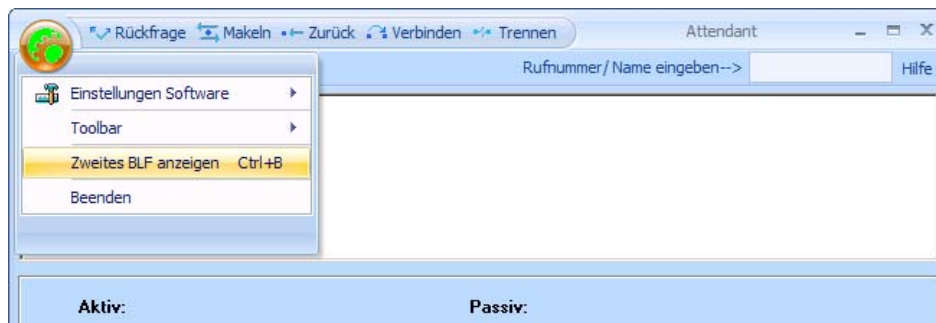 Rückfrage Makeln Zurück Verbinden Trennen Attendant
Rufnummer/Name eingeben--> Hilfe
Einstellungen Software
Toolbar
Zweites BLF anzeigen Ctrl+B
Beenden
Aktiv: Passiv: